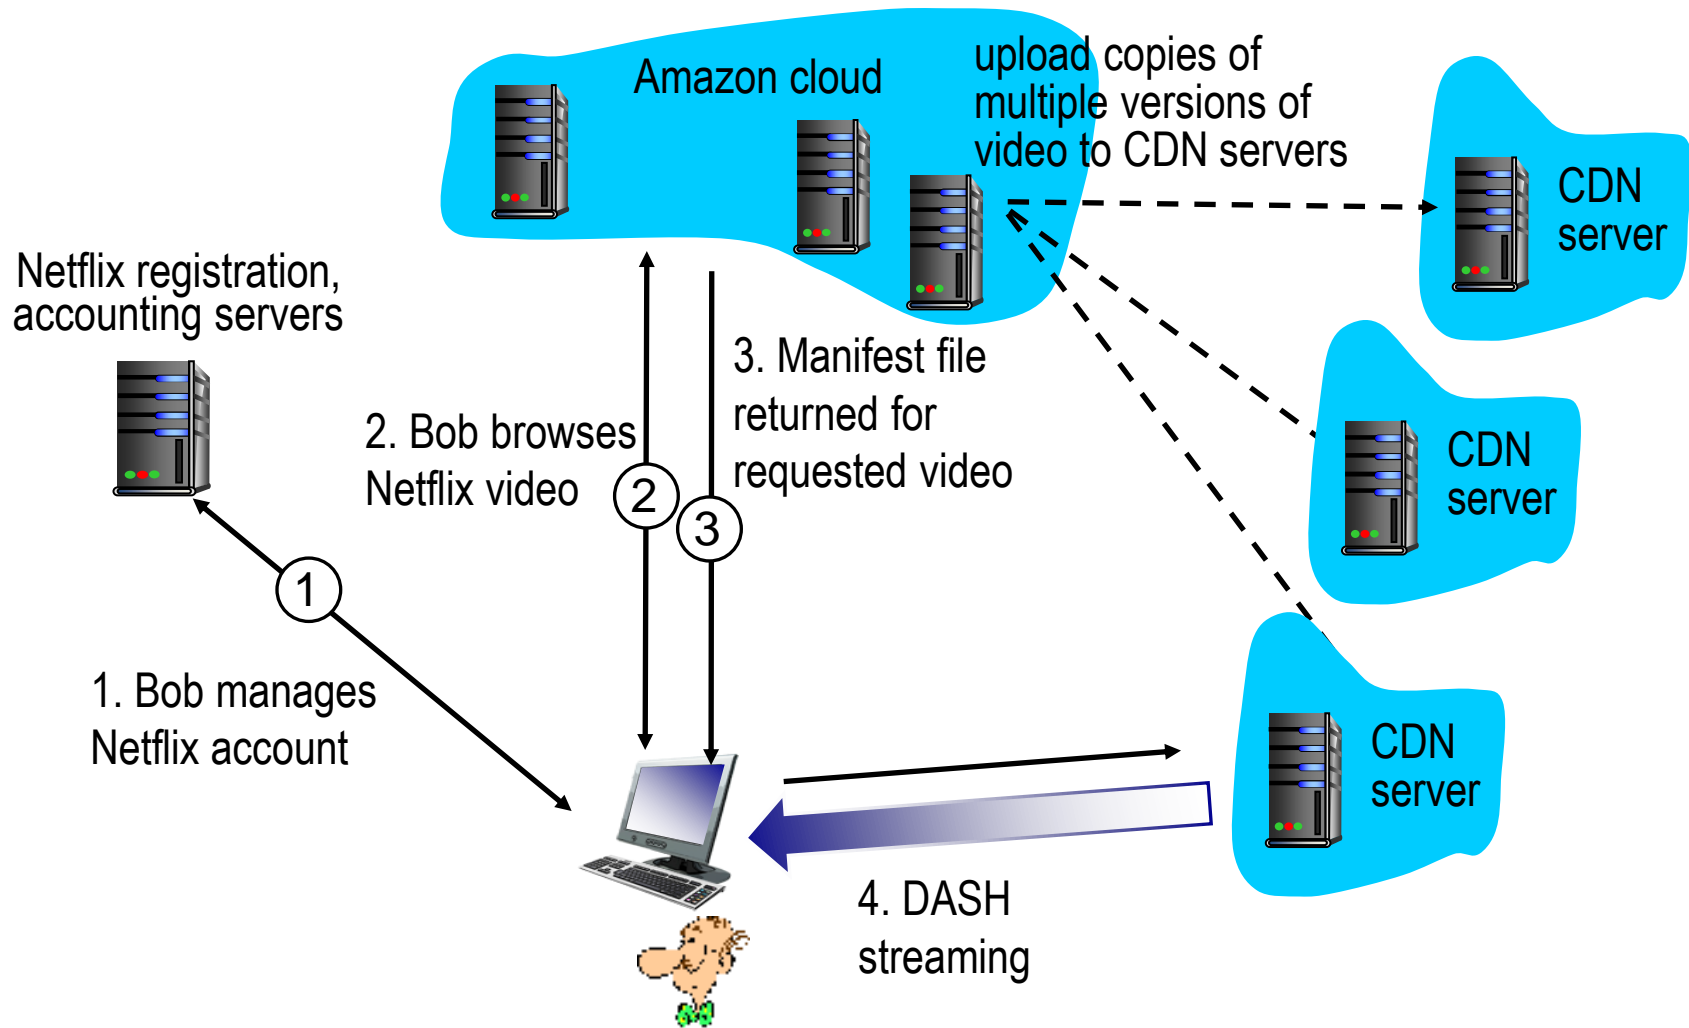 Amazon cloud
upload copies of
multiple versions of
video to CDN servers
CDN
server
Netflix registration,
accounting servers
3. Manifest file
returned for
requested video
2. Bob browses
Netflix video
2
3
CDN
server
1
1. Bob manages
Netflix account
CDN
server
4. DASH
streaming